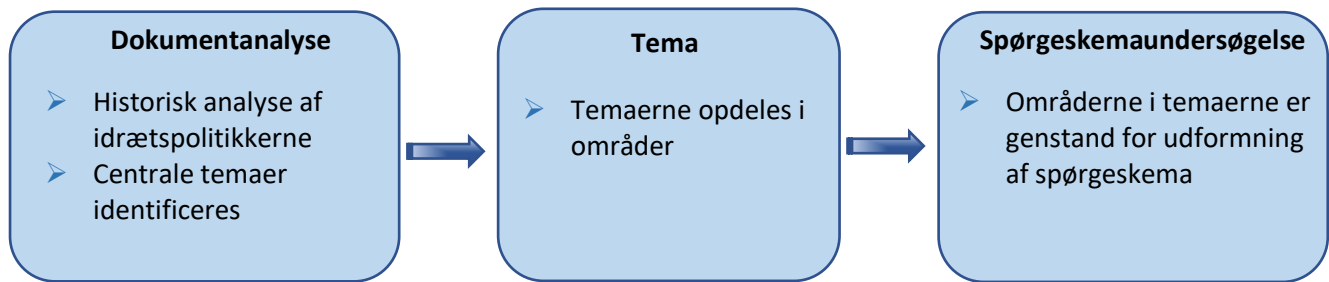 Dokumentanalyse
➢ Historisk analyse af
idrætspolitikkerne
➢ Centrale temaer
identificeres
Tema
➢ Temaerne opdeles i
områder
Spørgeskemaundersøgelse
➢ Områderne i temaerne er
genstand for udformning
af spørgeskema